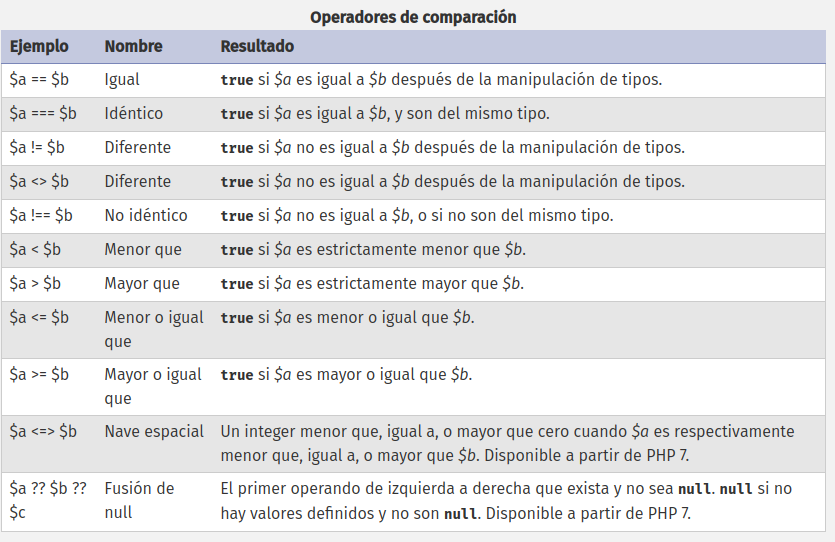 Operadores de comparación
Ejemplo Nombre Resultado
$a == $b Igual true si $a es igual a $b después de la manipulación de tipos.
$a === $b Idéntico true si $a es igual a $b, y son del mismo tipo.
$a != $b Diferente true si $a no es igual a $b después de la manipulación de tipos.
$a <> $b Diferente true si $a no es igual a $b después de la manipulación de tipos.
$a !== $b No idéntico true si $a no es igual a $b, o si no son del mismo tipo.
$a < $b Menor que true si $a es estrictamente menor que $b.
$a > $b Mayor que true si $a es estrictamente mayor que $b.
$a <= $b Menor o igual true si $a es menor o igual que $b.
que
$a >= $b Mayor o igual true si $a es mayor o igual que $b.
que
$a <=> $b Nave espacial Un integer menor que, igual a, o mayor que cero cuando $a es respectivamente
menor que, igual a, o mayor que $b. Disponible a partir de PHP 7.
$a ?? $b ?? Fusión de El primer operando de izquierda a derecha que exista y no sea null. null si no
$c null hay valores definidos y no son null. Disponible a partir de PHP 7.